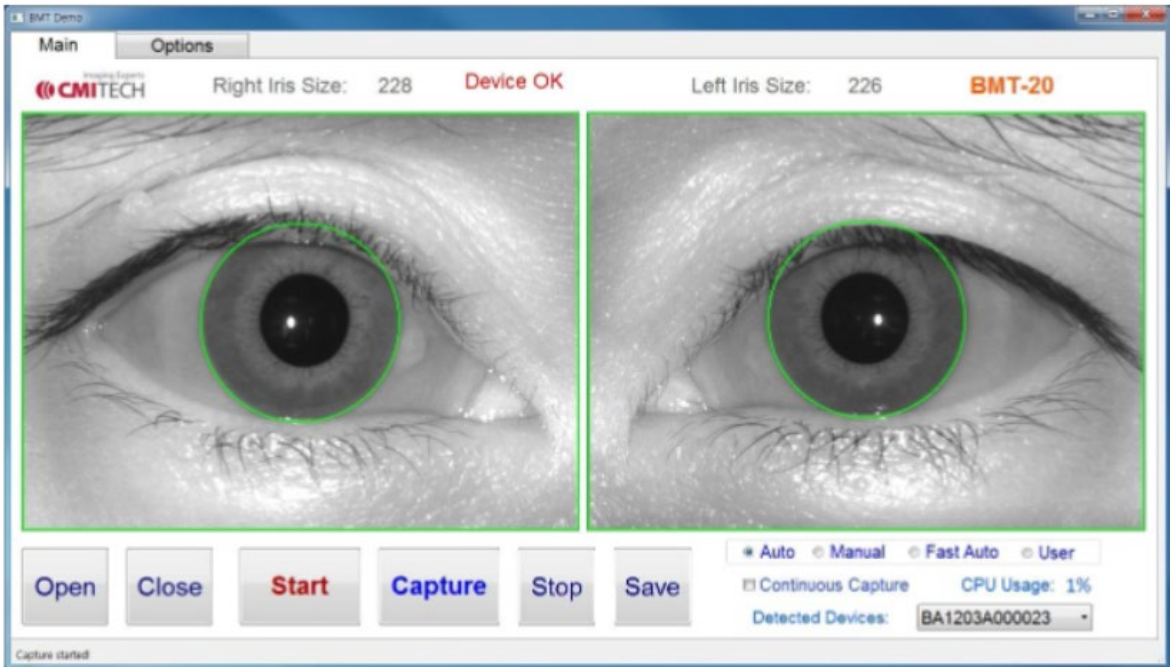 BMT Demo
Main Options
Imaging Experts
CMITECH Right Iris Size: 228 Device OK Left Iris Size: 226 BMT-20
Open Close Start Capture Stop Save
Auto Manual Fast Auto User
Continuous Capture CPU Usage: 1%
Detected Devices: BA1203A000023
Capture started!